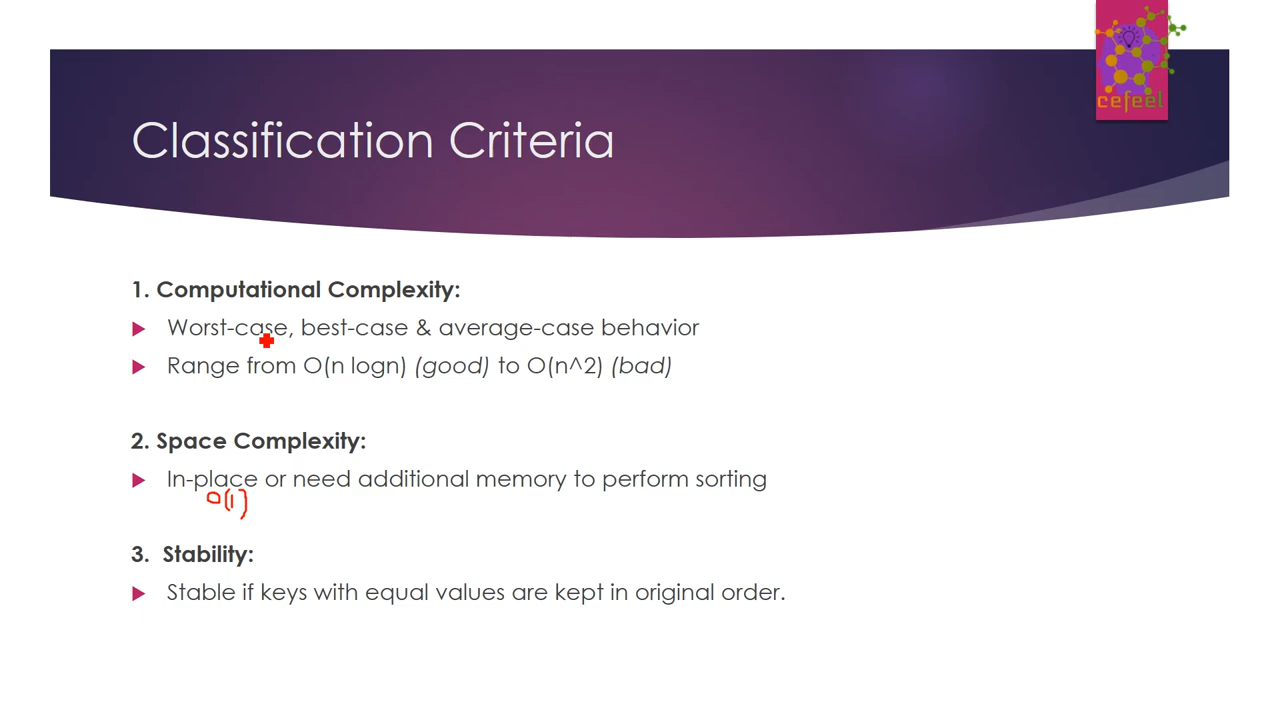 cefeel
Classification Criteria
1. Computational Complexity:
Worst-case, best-case & average-case behavior
Range from O(n logn) (good) to O(n^2) (bad)
2. Space Complexity:
In-place or need additional memory to perform sorting
O(1)
3. Stability:
Stable if keys with equal values are kept in original order.